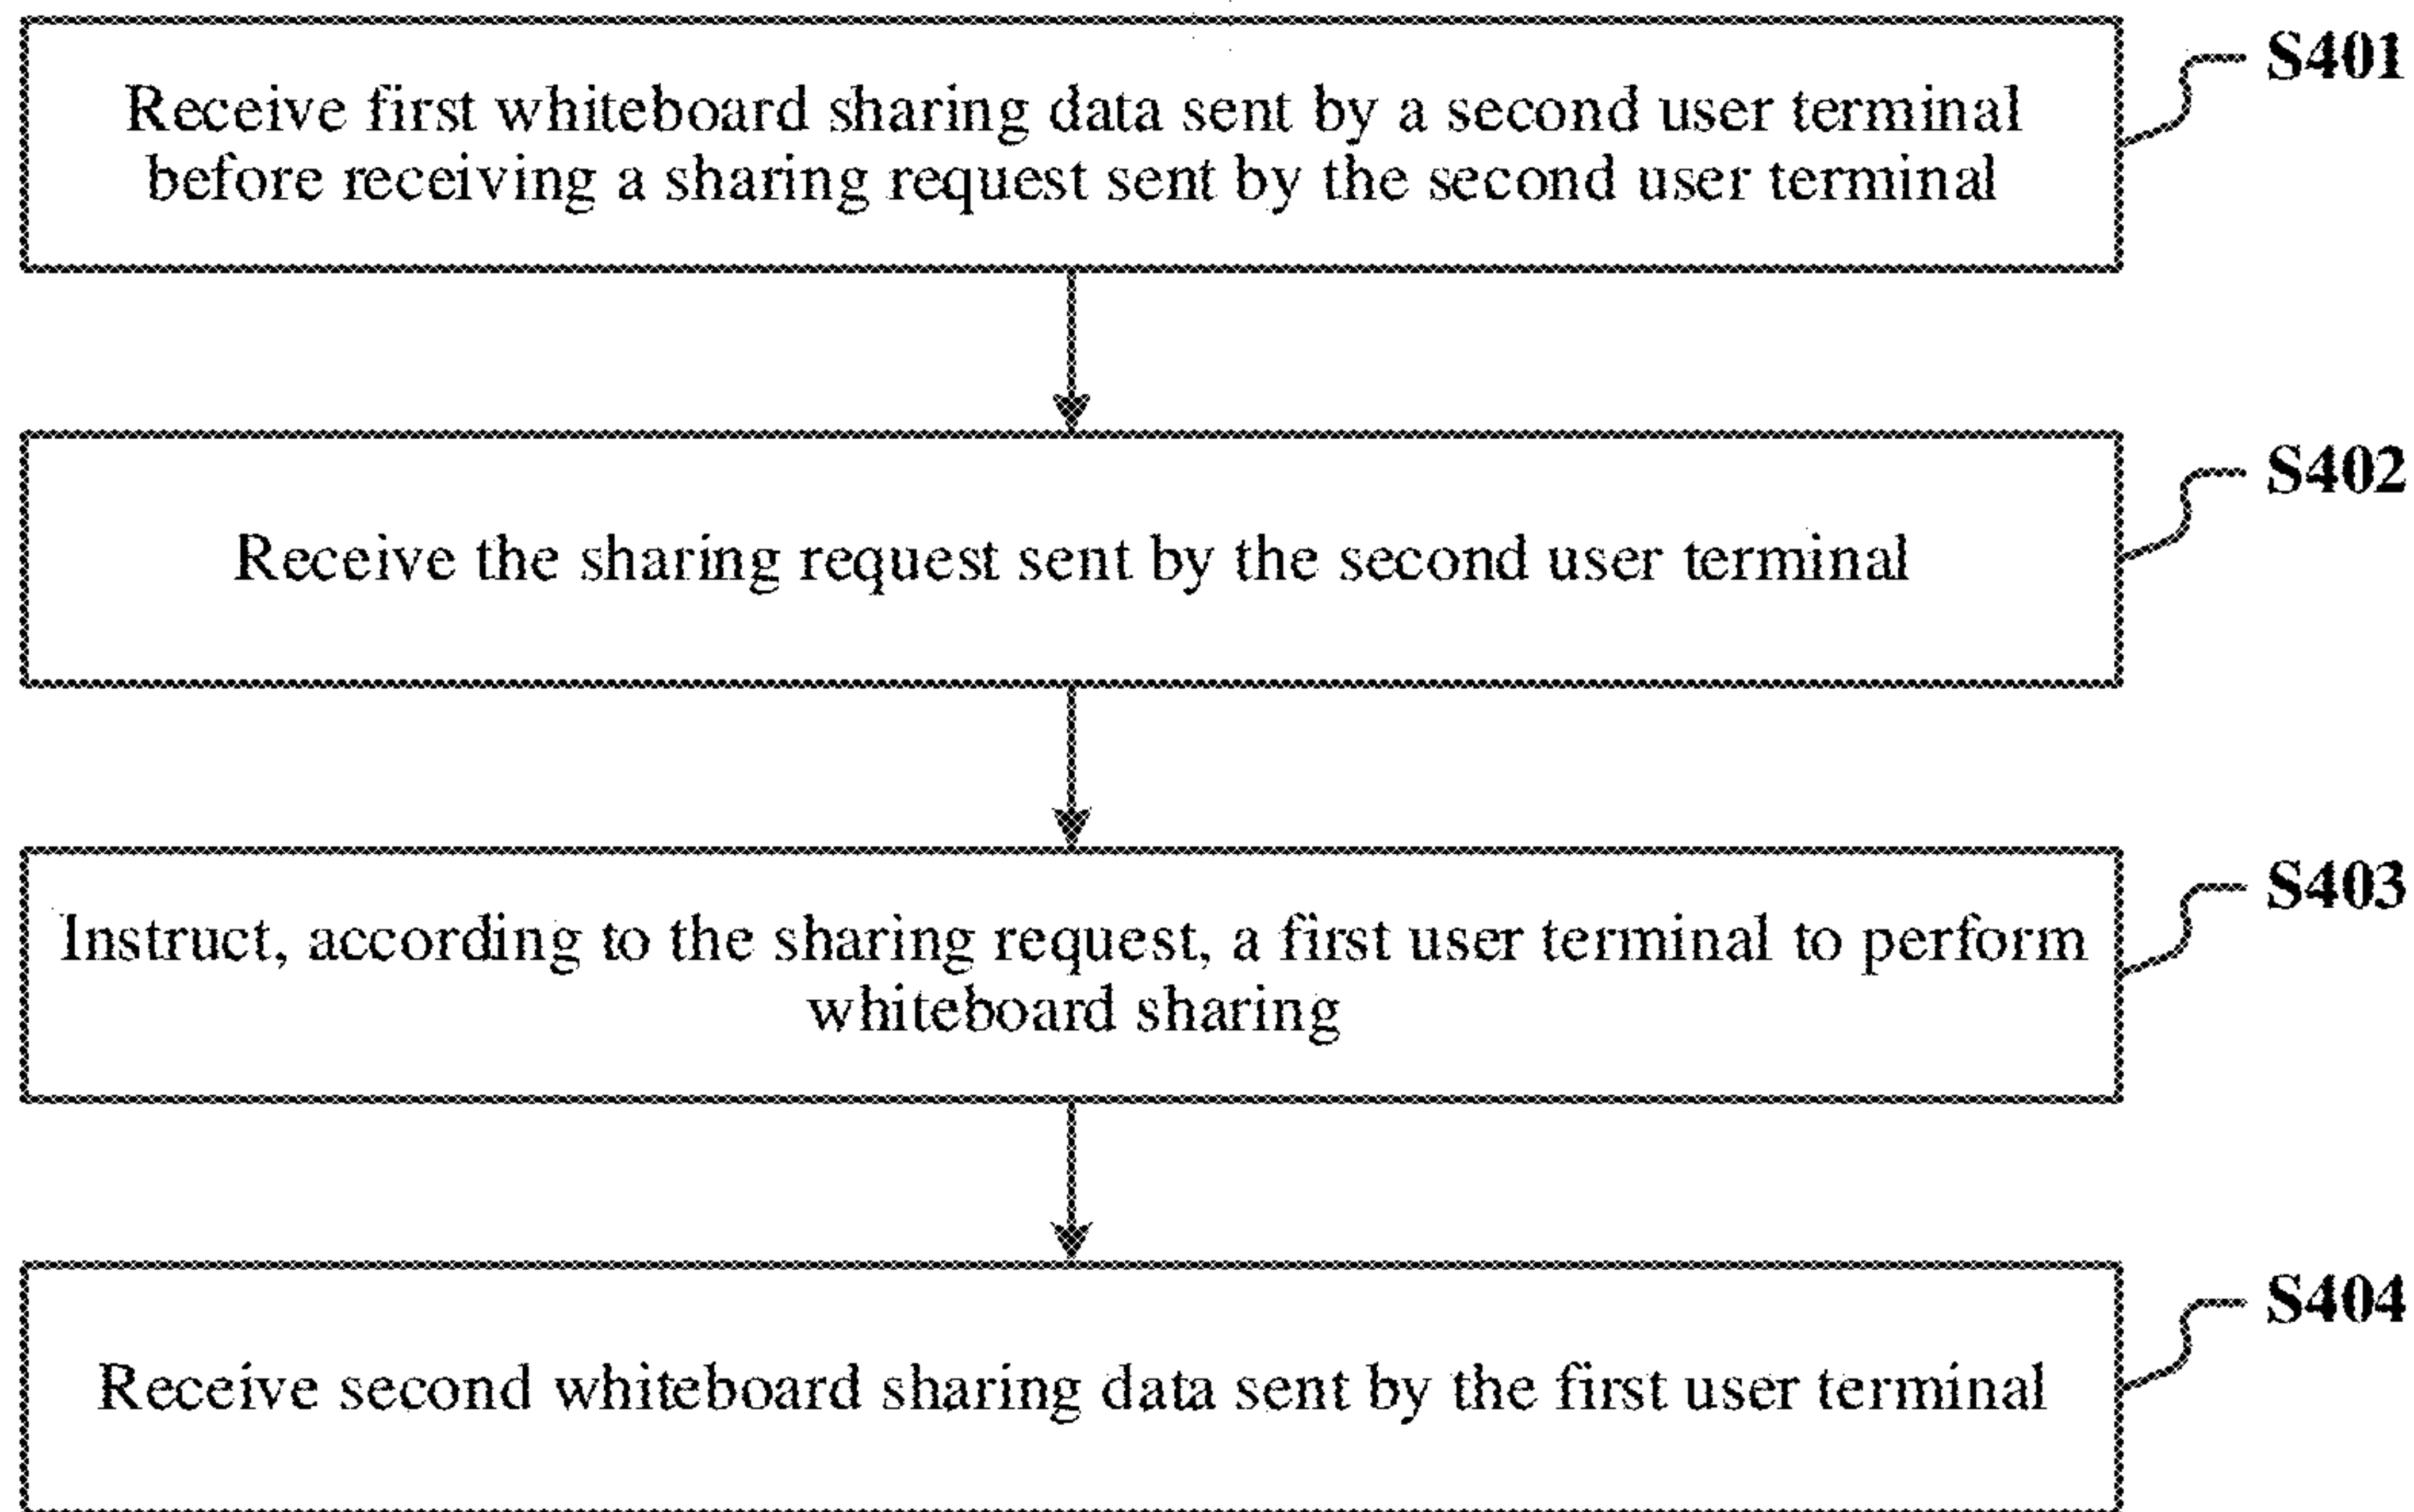 S401
Receive first whiteboard sharing data sent by a second user terminal
before receiving a sharing request sent by the second user terminal
S402
Receive the sharing request sent by the second user terminal
S403
Instruct, according to the sharing request, a first user terminal to perform
whiteboard sharing
S404
Receive second whiteboard sharing data sent by the first user terminal